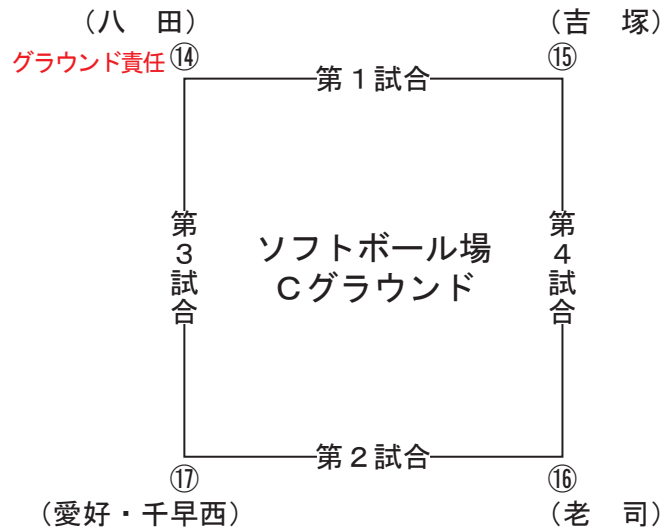 （八　田）
（吉　塚）
グラウンド責任 ⑭
⑮
第１試合
第３試合
ソフトボール場
Ｃグラウンド
第４試合
第２試合
⑰
⑯
（愛好・千早西）
（老　司）